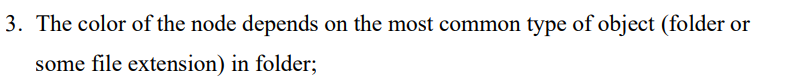 3. The color of the node depends on the most common type of object (folder or
some file extension) in folder;